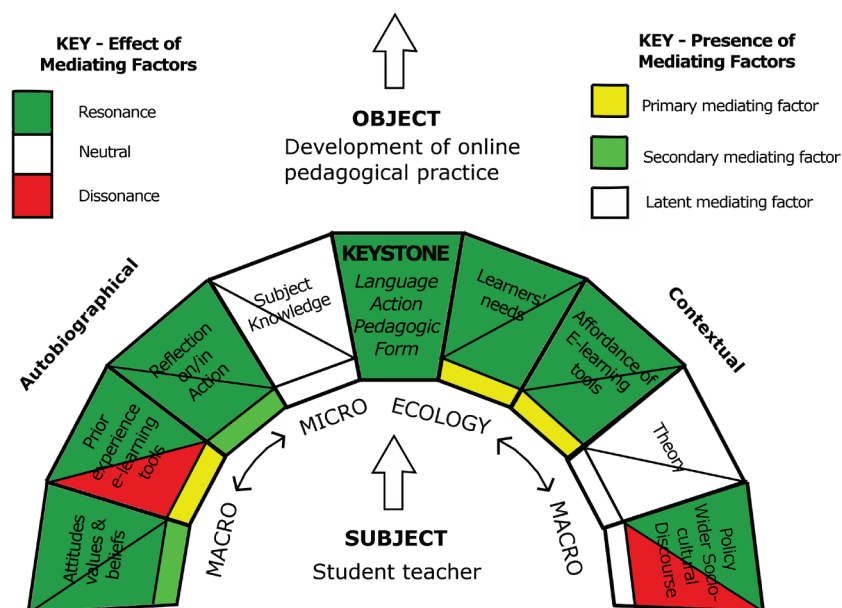 KEY - Effect of
Mediating Factors
Resonance
Neutral
Dissonance
KEY - Presence of
Mediating Factors
Primary mediating factor
Secondary mediating factor
Latent mediating factor
OBJECT
Development of online
pedagogical practice
Autobiographical
Contextual
Attitudes
values &
beliefs
Prior
experience
e-learning
tools
Reflection
on/in
Action
Subject
Knowledge
KEYSTONE
Language
Action
Pedagogic
Form
Learners'
needs
Affordance of
E-learning
tools
Theory
Policy
Wider Socio-
cultural
Discourse
MACRO
MICRO ECOLOGY
MACRO
SUBJECT
Student teacher